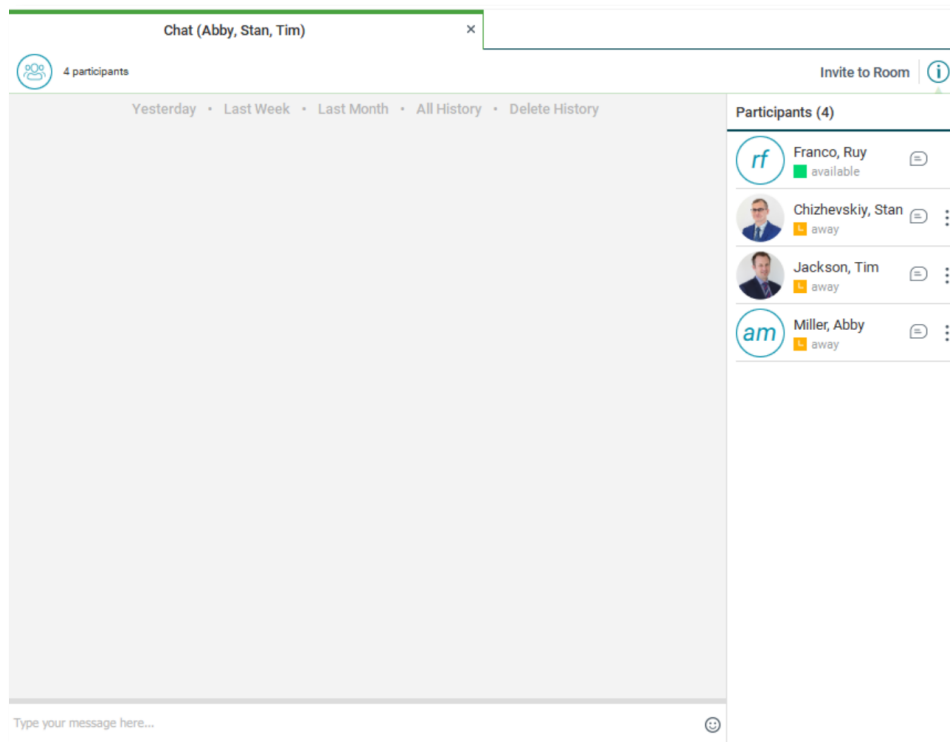 Chat (Abby, Stan, Tim) ×
4 participants
Invite to Room
Yesterday • Last Week • Last Month • All History • Delete History
Participants (4)
rf
Franco, Ruy
available
Chizhevskiy, Stan
away
Jackson, Tim
away
am
Miller, Abby
away
Type your message here...